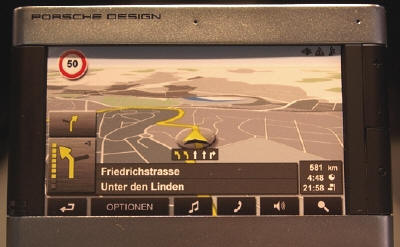 PORSCHE DESIGN
50
Friedrichstrasse
Unter den Linden
581 km
4:48
21:58
OPTIONEN